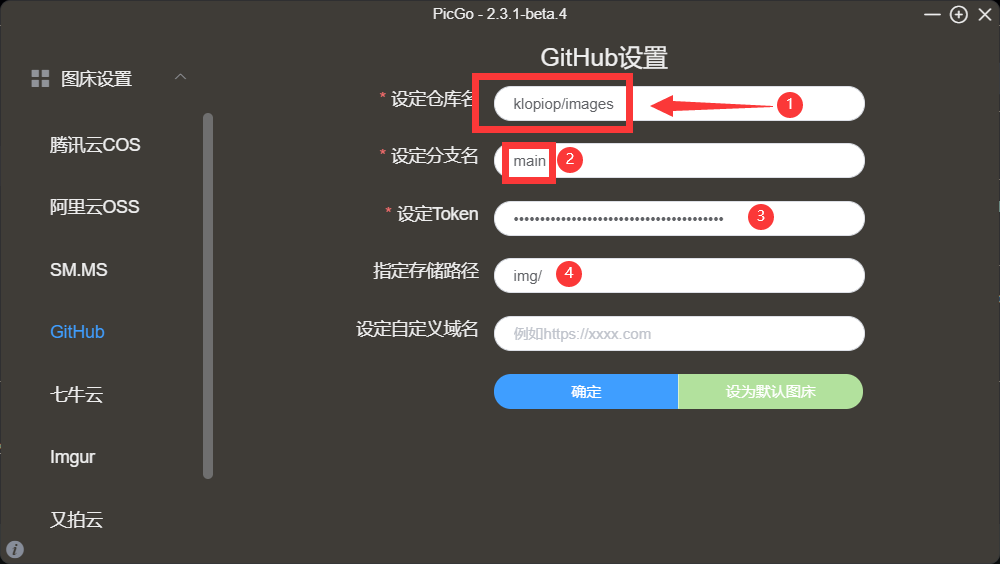 PicGo - 2.3.1-beta.4
GitHub设置
图床设置
腾讯云COS
阿里云OSS
SM.MS
GitHub
七牛云
Imgur
又拍云
* 设定仓库名
klopiop/images
1
* 设定分支名
main
2
* 设定Token
3
指定存储路径
img/
4
设定自定义域名
例如https://xxxx.com
确定
设为默认图床